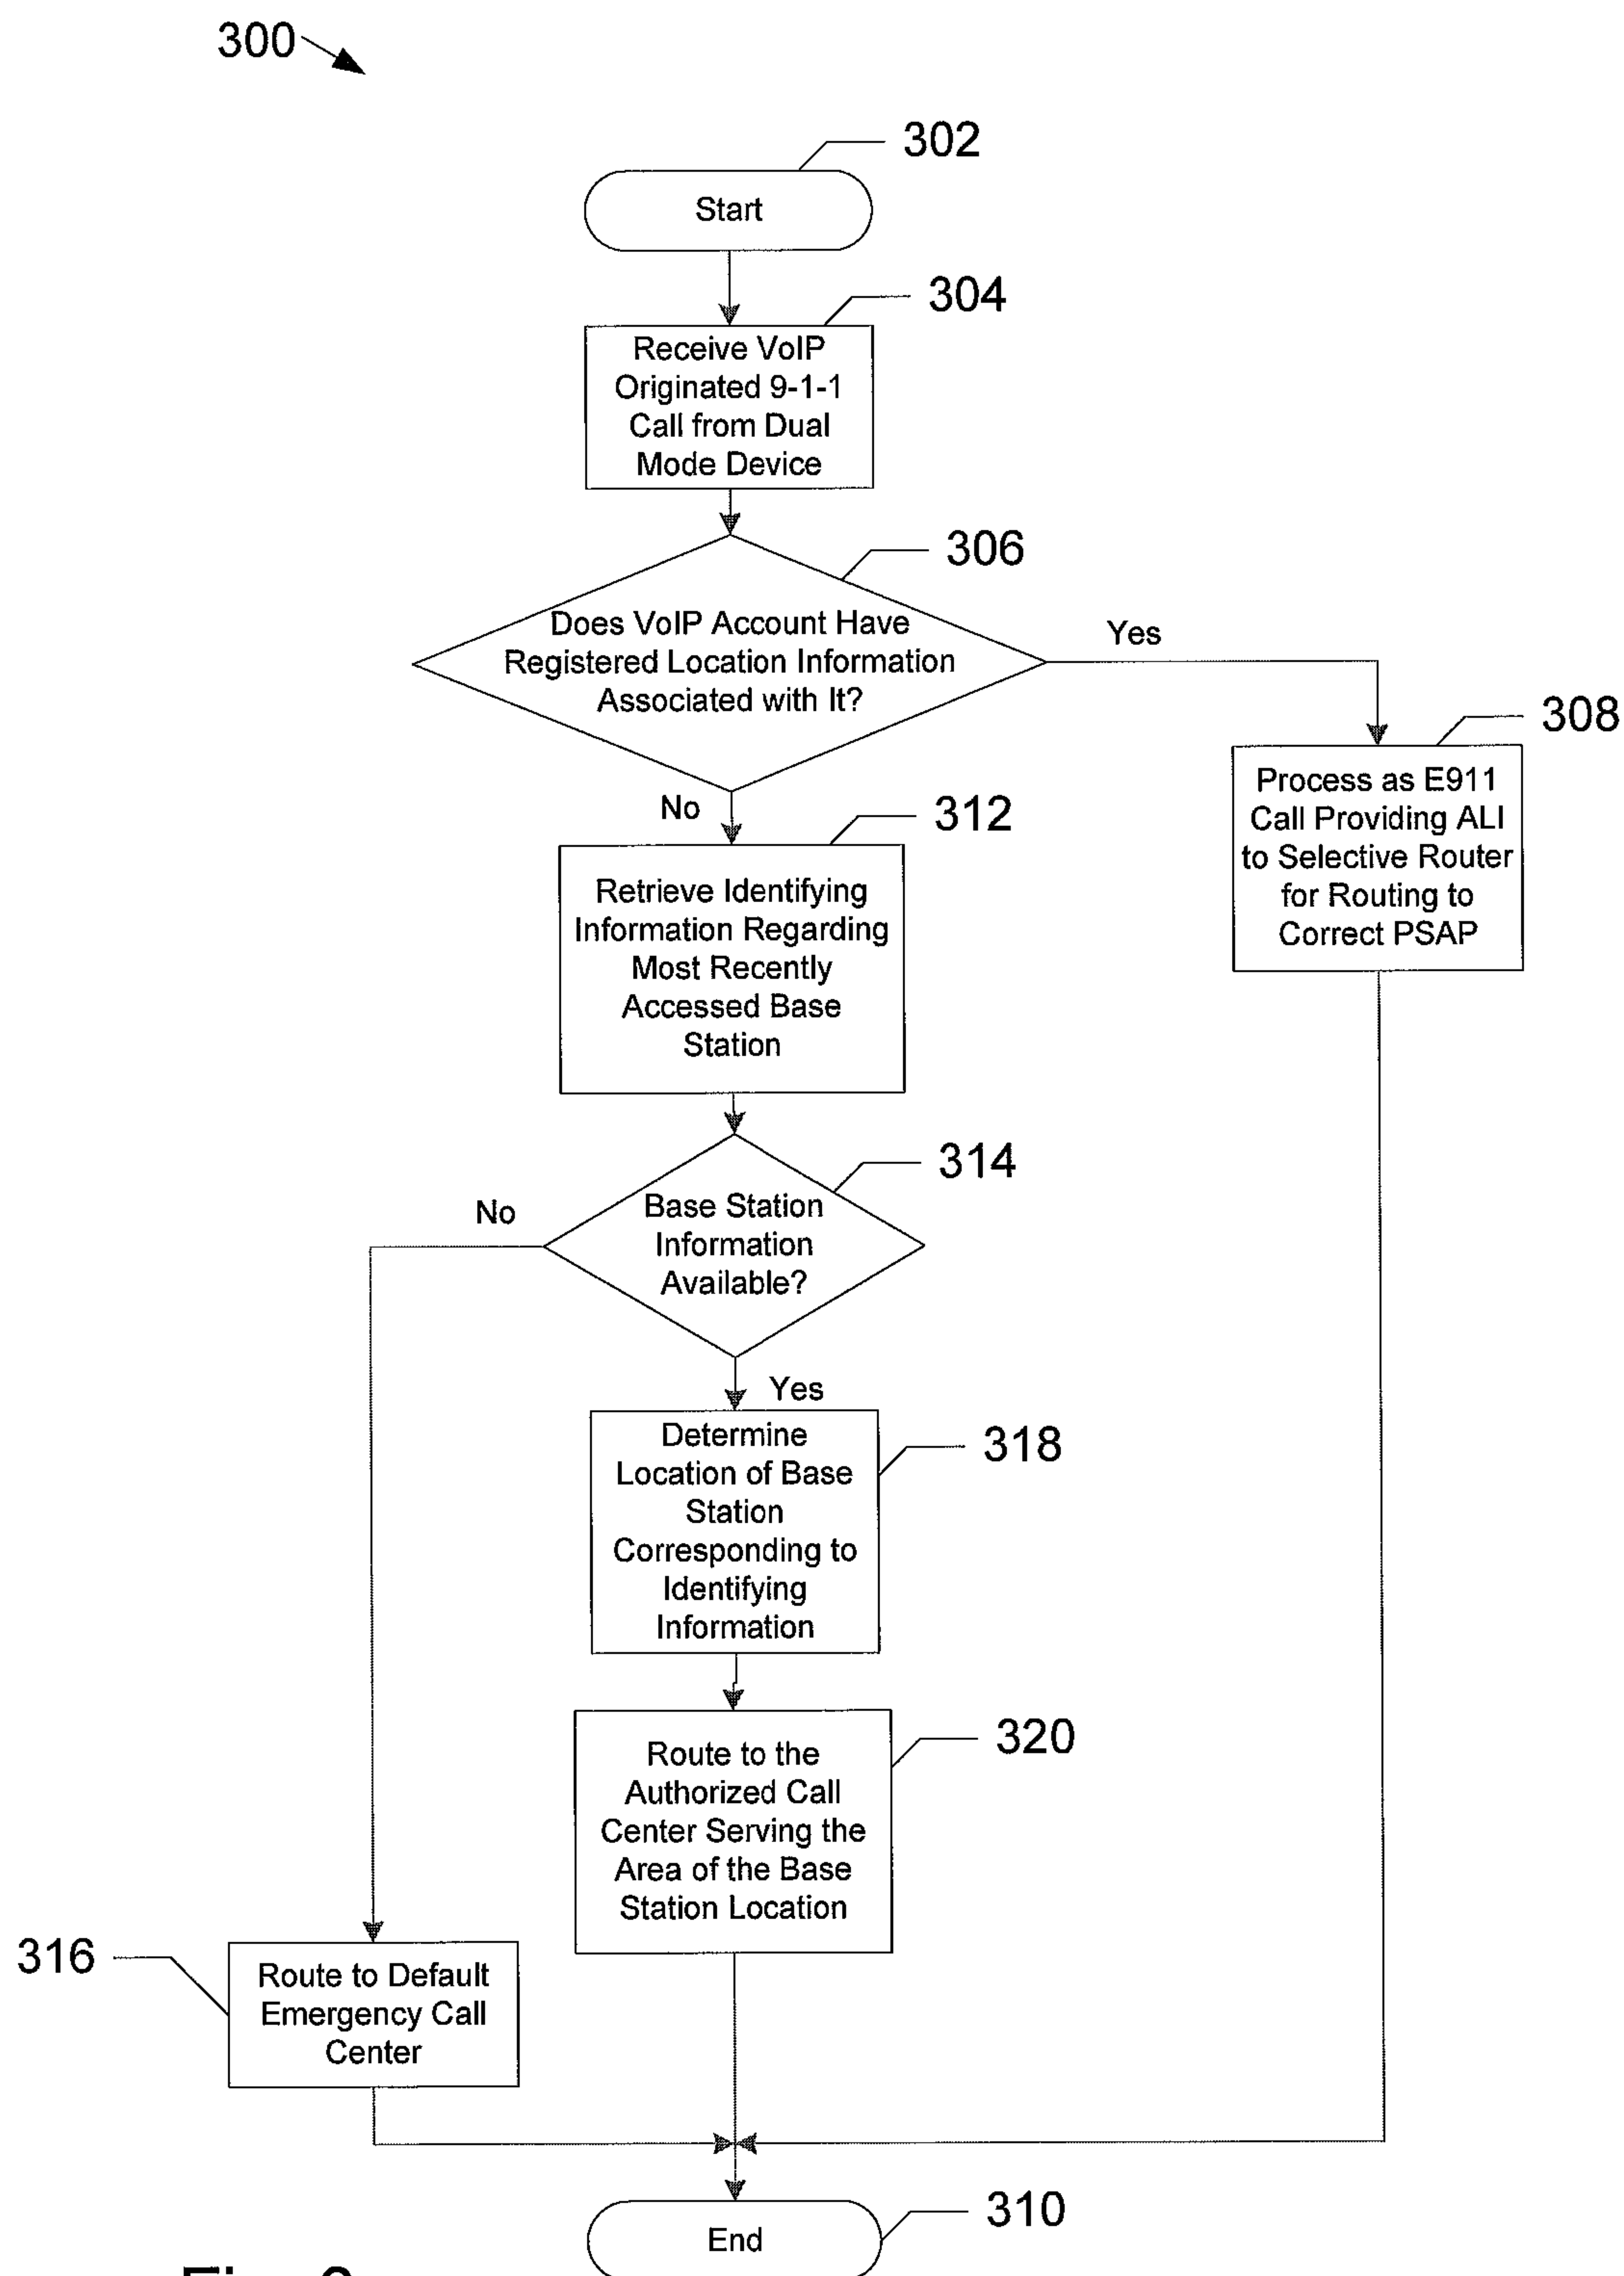 300
302
Start
304
Receive VoIP
Originated 9-1-1
Call from Dual
Mode Device
306
Does VoIP Account Have
Registered Location Information
Associated with It?
Yes
308
Process as E911
Call Providing ALI
to Selective Router
for Routing to
Correct PSAP
No
312
Retrieve Identifying
Information Regarding
Most Recently
Accessed Base
Station
314
No
Base Station
Information
Available?
Yes
318
Determine
Location of Base
Station
Corresponding to
Identifying
Information
320
Route to the
Authorized Call
Center Serving the
Area of the Base
Station Location
316
Route to Default
Emergency Call
Center
310
End